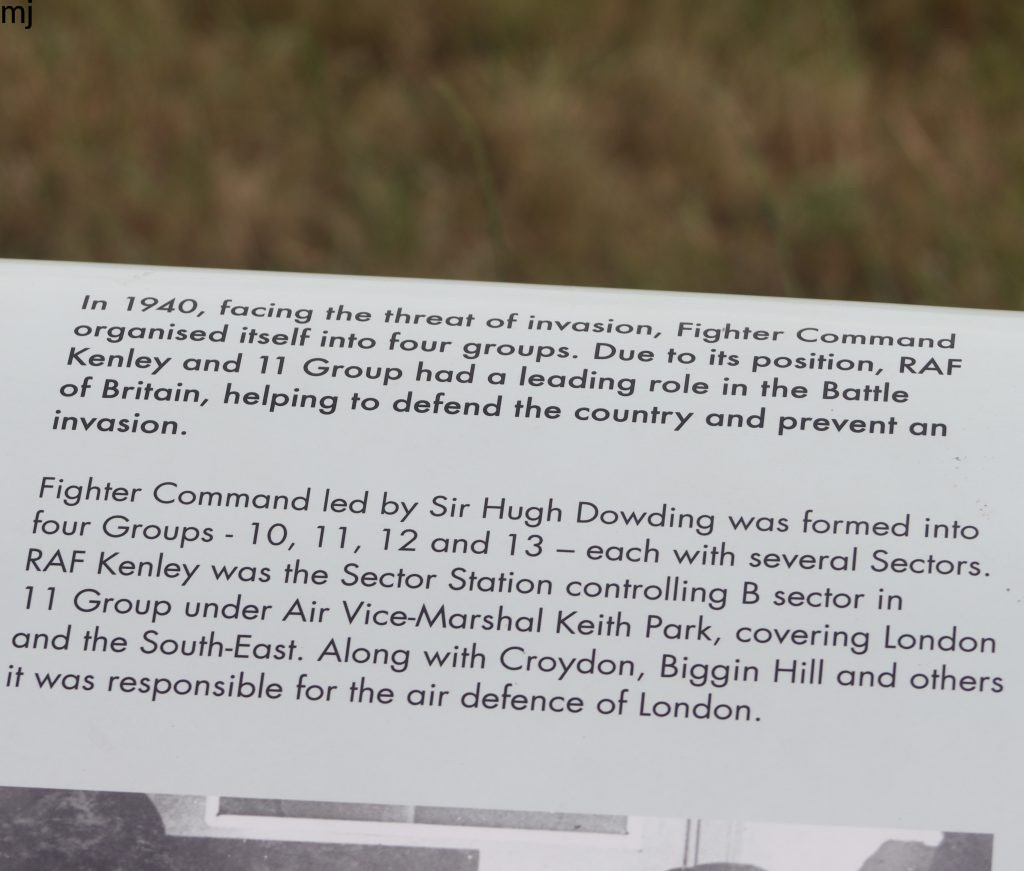 mj
In 1940, facing the threat of invasion, Fighter Command
organised itself into four groups. Due to its position, RAF
Kenley and 11 Group had a leading role in the Battle
of Britain, helping to defend the country and prevent an
invasion.
Fighter Command led by Sir Hugh Dowding was formed into
four Groups - 10, 11, 12 and 13 – each with several Sectors.
RAF Kenley was the Sector Station controlling B sector in
11 Group under Air Vice-Marshal Keith Park, covering London
and the South-East. Along with Croydon, Biggin Hill and others
it was responsible for the air defence of London.